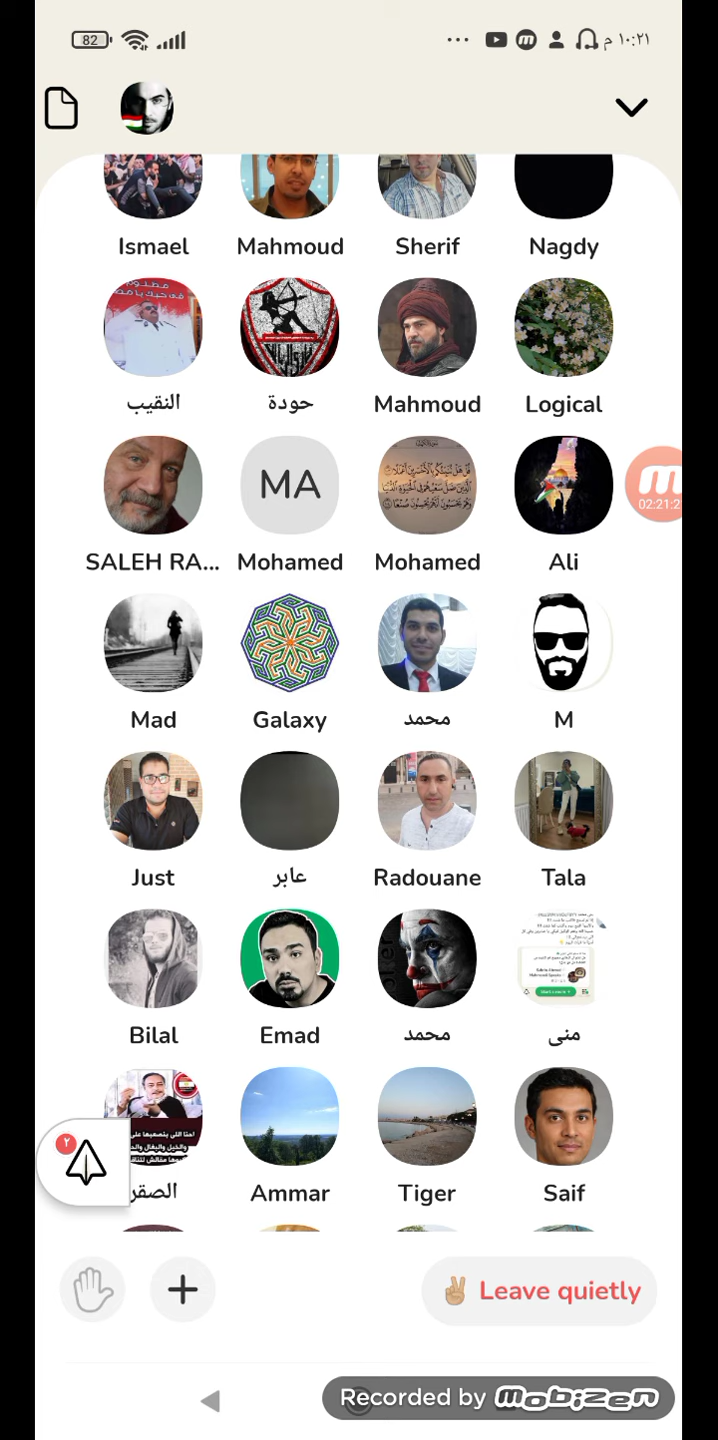 82
١٠:٢١ م
Ismael
Mahmoud
Sherif
Nagdy
النقيب
حودة
Mahmoud
Logical
MA
02:21:2
SALEH RA...
Mohamed
Mohamed
Ali
Mad
Galaxy
محمد
M
Just
عابر
Radouane
Tala
Bilal
Emad
محمد
منى
٢
الصقر
Ammar
Tiger
Saif
Leave quietly
Recorded by mobizen